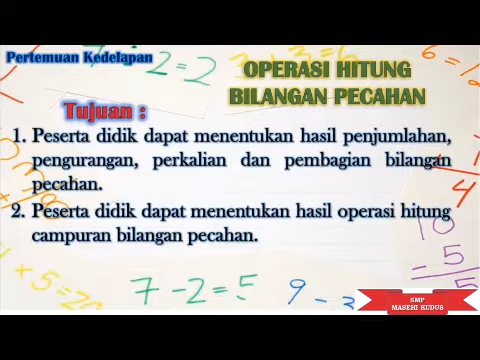 Pertemuan Kedelapan
OPERASI HITUNG
BILANGAN PECAHAN
Tujuan :
1. Peserta didik dapat menentukan hasil penjumlahan,
pengurangan, perkalian dan pembagian bilangan
pecahan.
2. Peserta didik dapat menentukan hasil operasi hitung
campuran bilangan pecahan.
7 - 2 = 5
SMP
MASEHI KUDUS